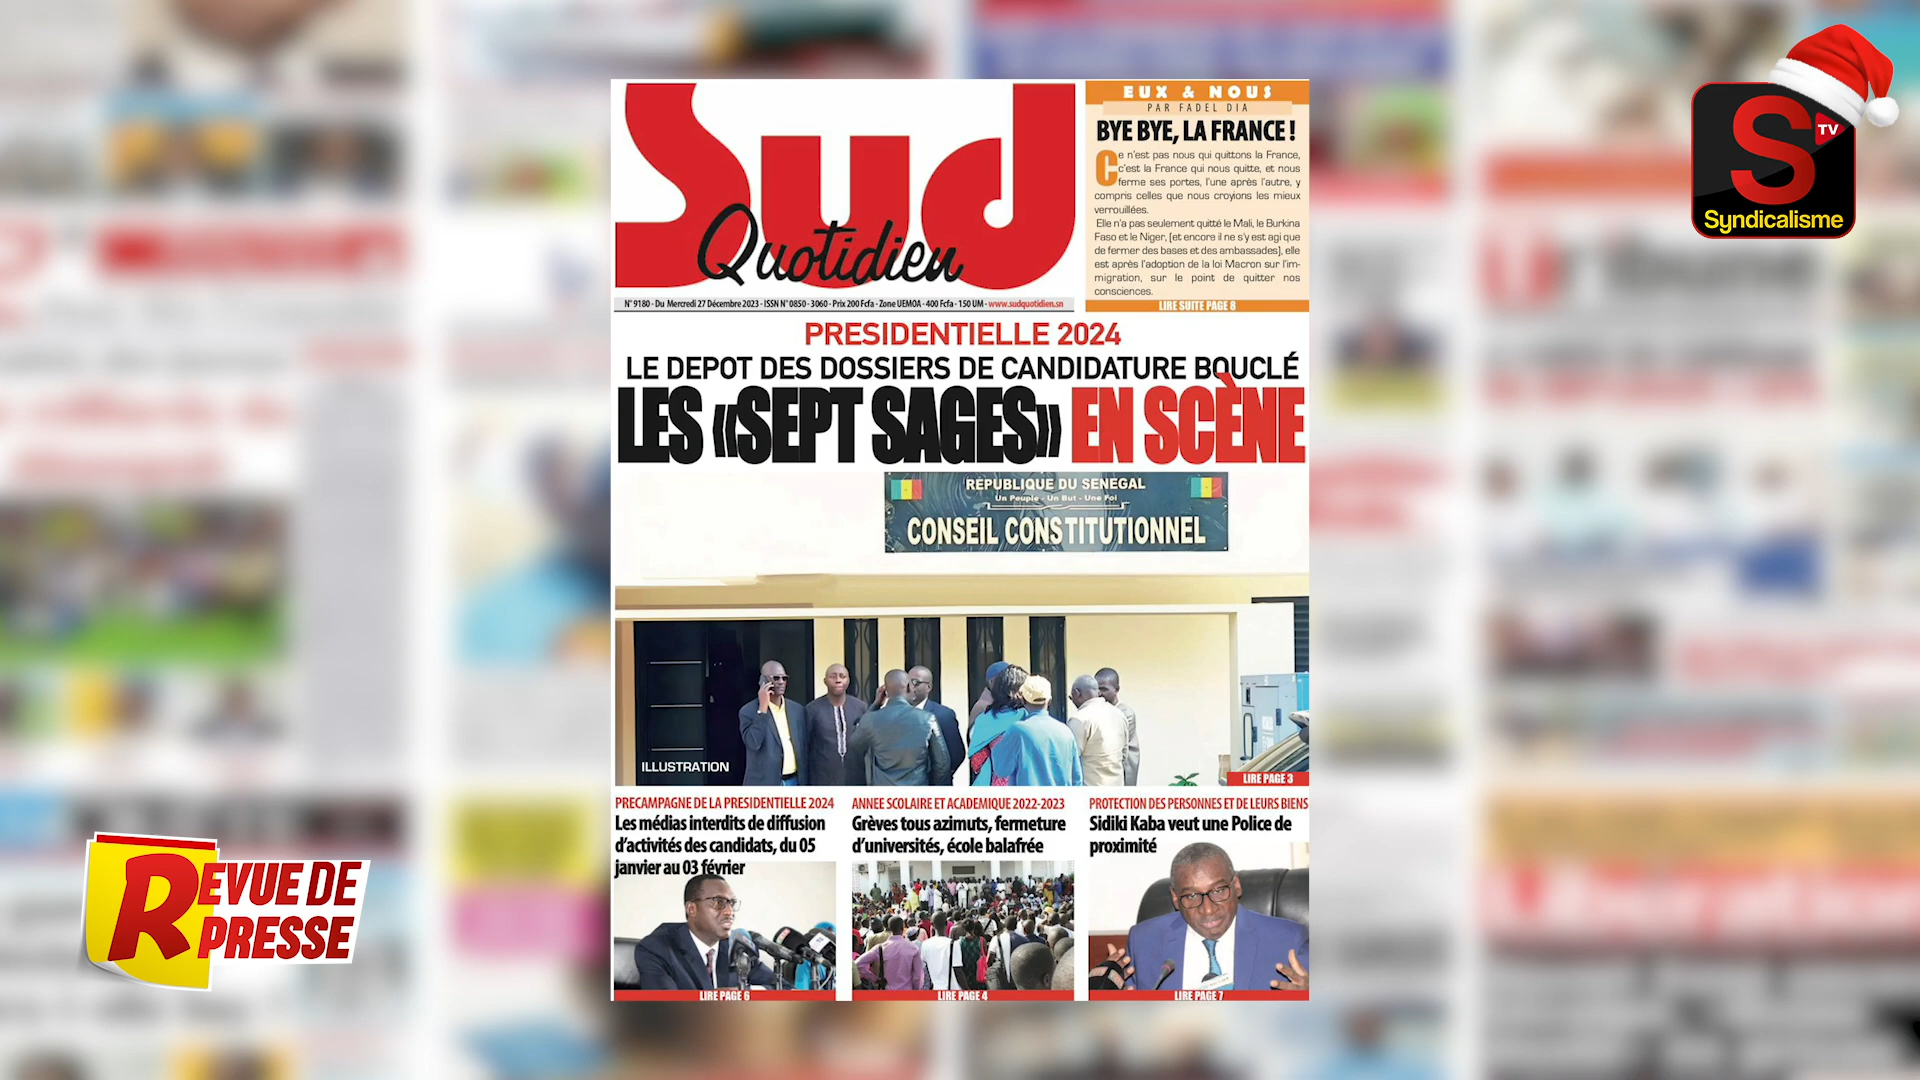 Sud
Quotidien
N° 9180 - Du Mercredi 27 Décembre 2023 - ISSN N° 0850 - 3060 - Prix 200 Fcfa - Zone UEMOA - 400 Fcfa - 150 UM - www.sudquotidien.sn
EUX & NOUS
PAR FADEL DIA
BYE BYE, LA FRANCE !
Ce n'est pas nous qui quittons la France,
c'est la France qui nous quitte, et nous
ferme ses portes, l'une après l'autre, y
compris celles que nous croyions les mieux
verrouillées.
Elle n'a pas seulement quitté le Mali, le Burkina
Faso et le Niger, [et encore il ne s'y est agi que
de fermer des bases et des ambassades], elle
est après l'adoption de la loi Macron sur l'im-
migration, sur le point de quitter nos
consciences.
LIRE SUITE PAGE 8
PRESIDENTIELLE 2024
LE DEPOT DES DOSSIERS DE CANDIDATURE BOUCLÉ
LES «SEPT SAGES» EN SCÈNE
RÉPUBLIQUE DU SENEGAL
Un Peuple - Un But - Une Foi
CONSEIL CONSTITUTIONNEL
ILLUSTRATION
LIRE PAGE 3
PRECAMPAGNE DE LA PRESIDENTIELLE 2024
Les médias interdits de diffusion
d'activités des candidats, du 05
janvier au 03 février
LIRE PAGE 6
ANNEE SCOLAIRE ET ACADEMIQUE 2022-2023
Grèves tous azimuts, fermeture
d'universités, école balafrée
LIRE PAGE 4
PROTECTION DES PERSONNES ET DE LEURS BIENS
Sidiki Kaba veut une Police de
proximité
LIRE PAGE 7
S TV
Syndicalisme
REVUE DE
PRESSE